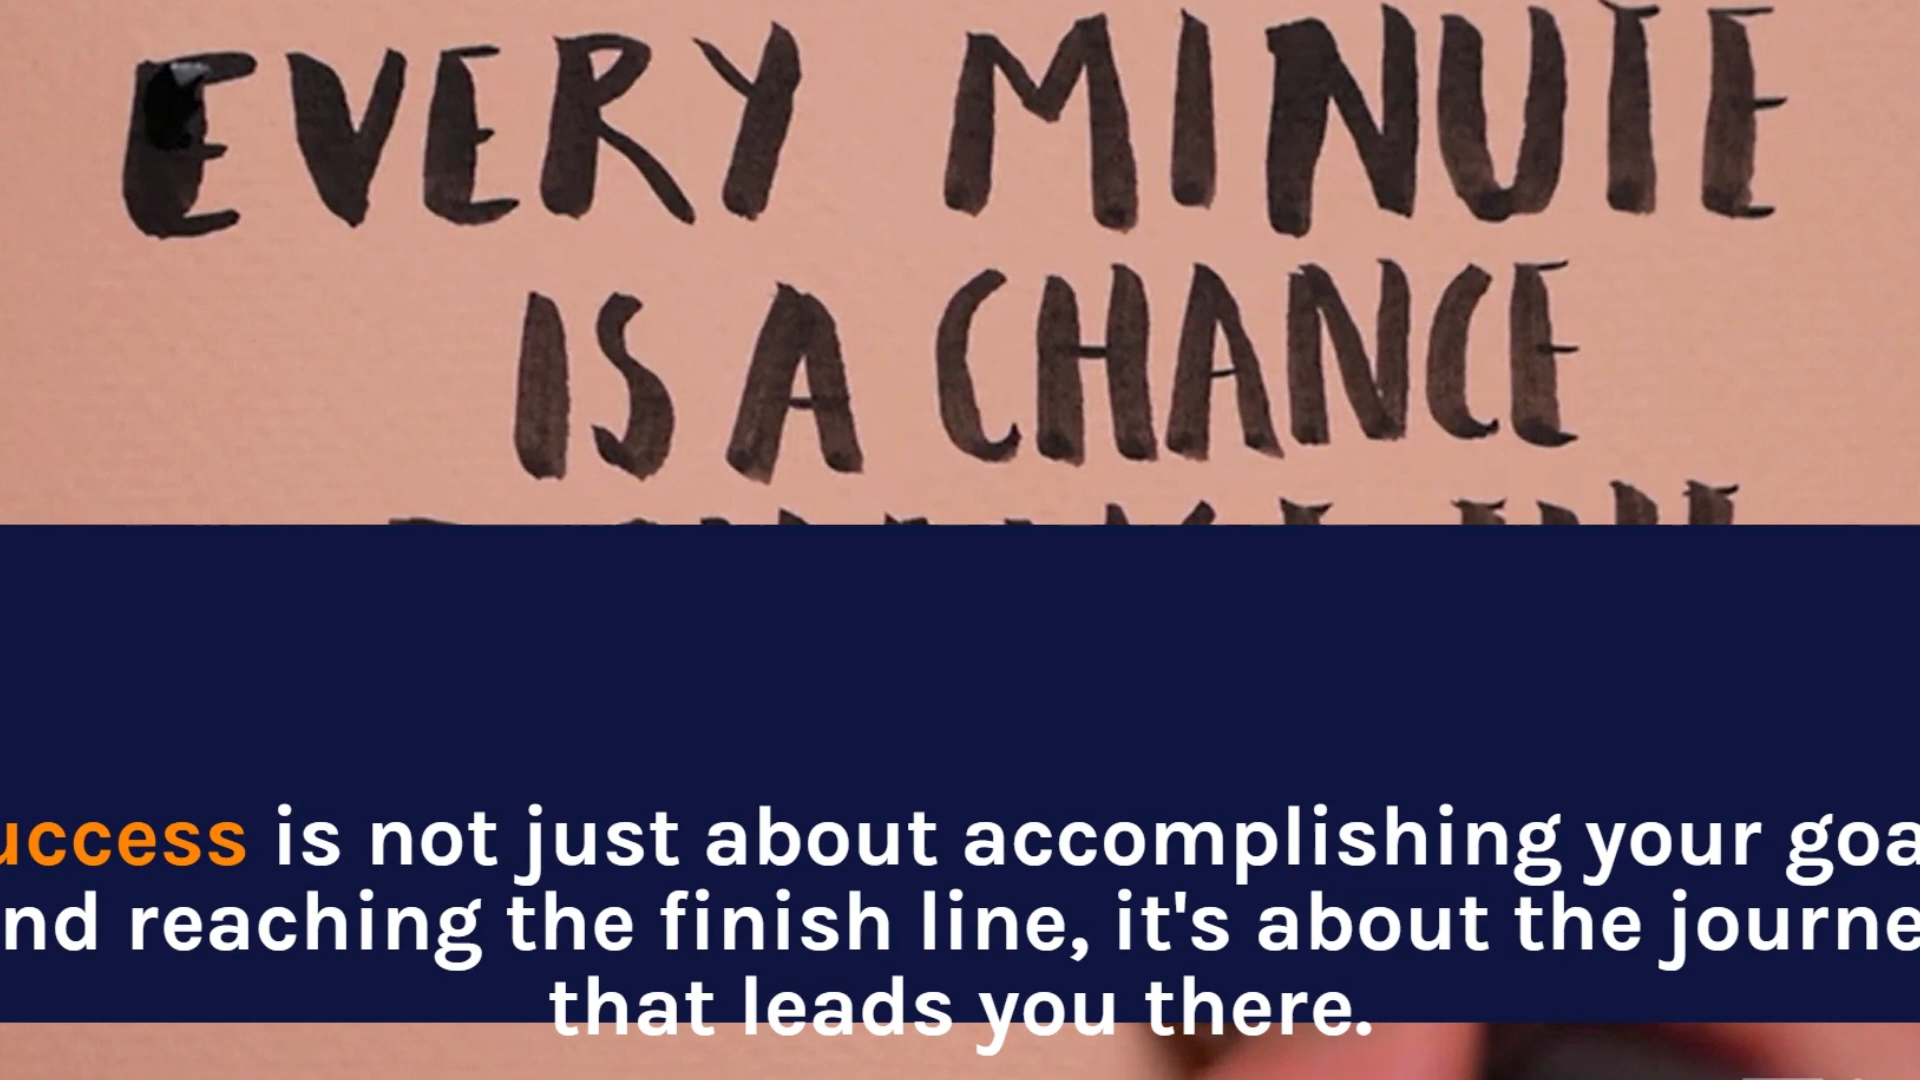 EVERY MINUTE
IS A CHANCE
uccess is not just about accomplishing your goa
nd reaching the finish line, it's about the journe
that leads you there.